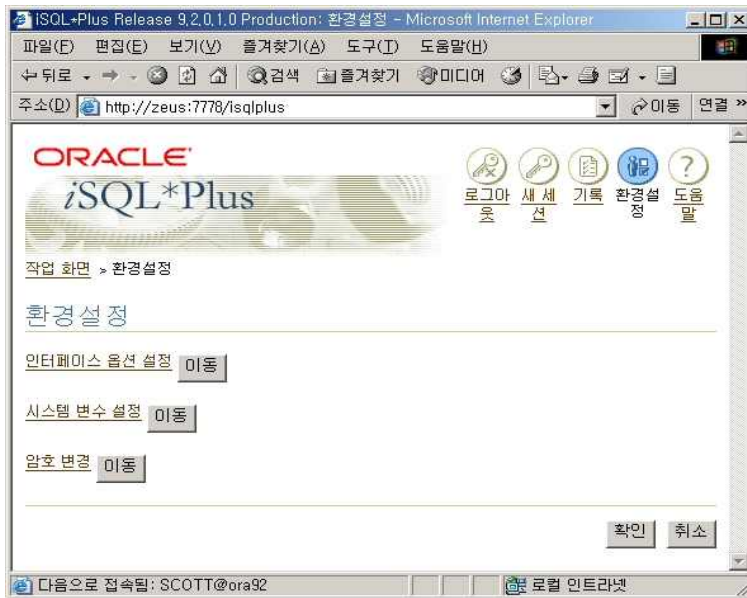 iSQL*Plus Release 9,2,0,1,0 Production: 환경설정 - Microsoft Internet Explorer
파일(F) 편집(E) 보기(V) 즐겨찾기(A) 도구(T) 도움말(H)
뒤로 검색 즐겨찾기 미디어
주소(D) http://zeus:7778/isqlplus 이동 연결 »
ORACLE
iSQL*Plus
로그아웃 새 세션 기록 환경설정 도움말
작업 화면 > 환경설정
환경설정
인터페이스 옵션 설정 이동
시스템 변수 설정 이동
암호 변경 이동
확인 취소
다음으로 접속됨: SCOTT@ora92 로컬 인트라넷